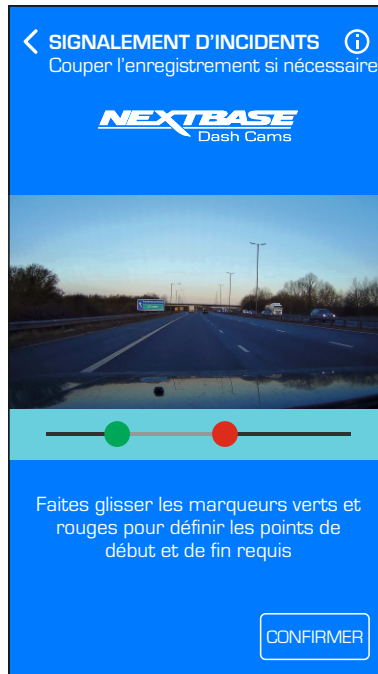 SIGNALEMENT D'INCIDENTS
Couper l'enregistrement si nécessaire
NEXTBASE
Dash Cams
Faites glisser les marqueurs verts et
rouges pour définir les points de
début et de fin requis
CONFIRMER